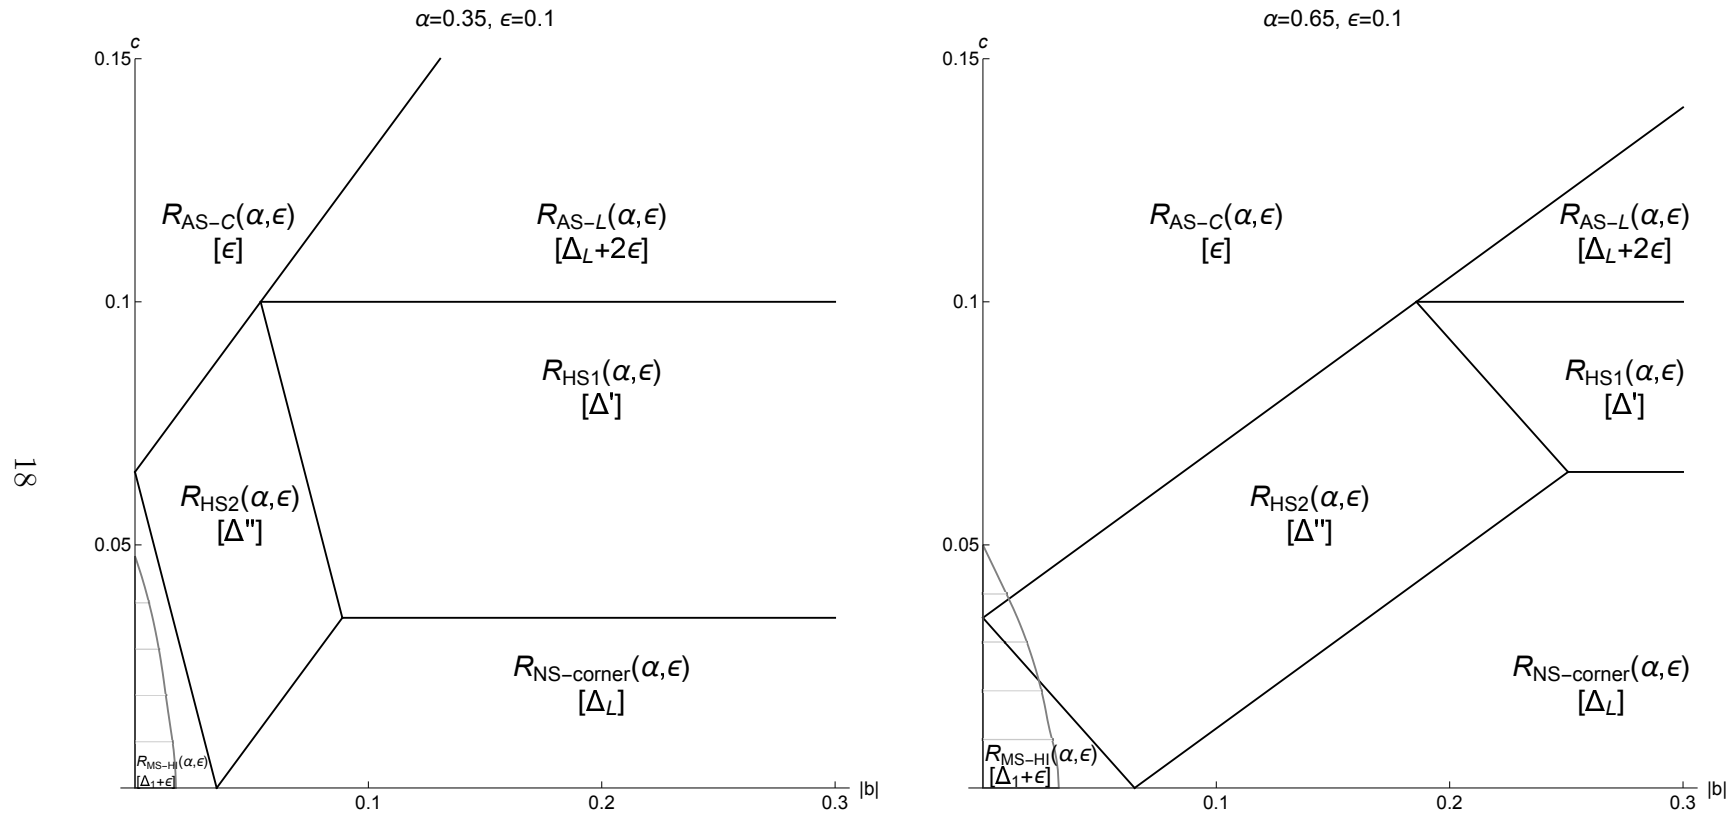 α=0.35, ϵ=0.1
c
0.15
R_AS−C(α,ϵ)
[ϵ]
R_AS−L(α,ϵ)
[Δ_L+2ϵ]
0.1
R_HS1(α,ϵ)
[Δ']
R_HS2(α,ϵ)
[Δ'']
0.05
R_NS−corner(α,ϵ)
[Δ_L]
R_MS−HI(α,ϵ)
[Δ_1+ϵ]
0.1
0.2
0.3
|b|
α=0.65, ϵ=0.1
c
0.15
R_AS−C(α,ϵ)
[ϵ]
R_AS−L(α,ϵ)
[Δ_L+2ϵ]
0.1
R_HS1(α,ϵ)
[Δ']
R_HS2(α,ϵ)
[Δ'']
0.05
R_NS−corner(α,ϵ)
[Δ_L]
R_MS−HI(α,ϵ)
[Δ_1+ϵ]
0.1
0.2
0.3
|b|
18